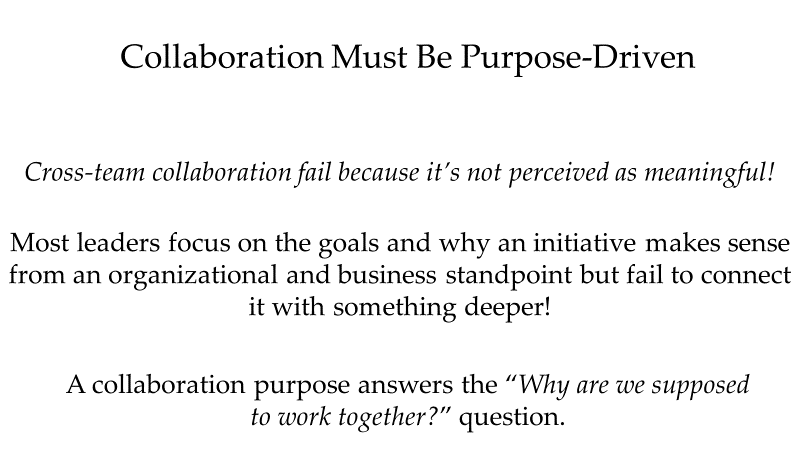 Collaboration Must Be Purpose-Driven
Cross-team collaboration fail because it’s not perceived as meaningful!
Most leaders focus on the goals and why an initiative makes sense
from an organizational and business standpoint but fail to connect
it with something deeper!
A collaboration purpose answers the “Why are we supposed
to work together?” question.